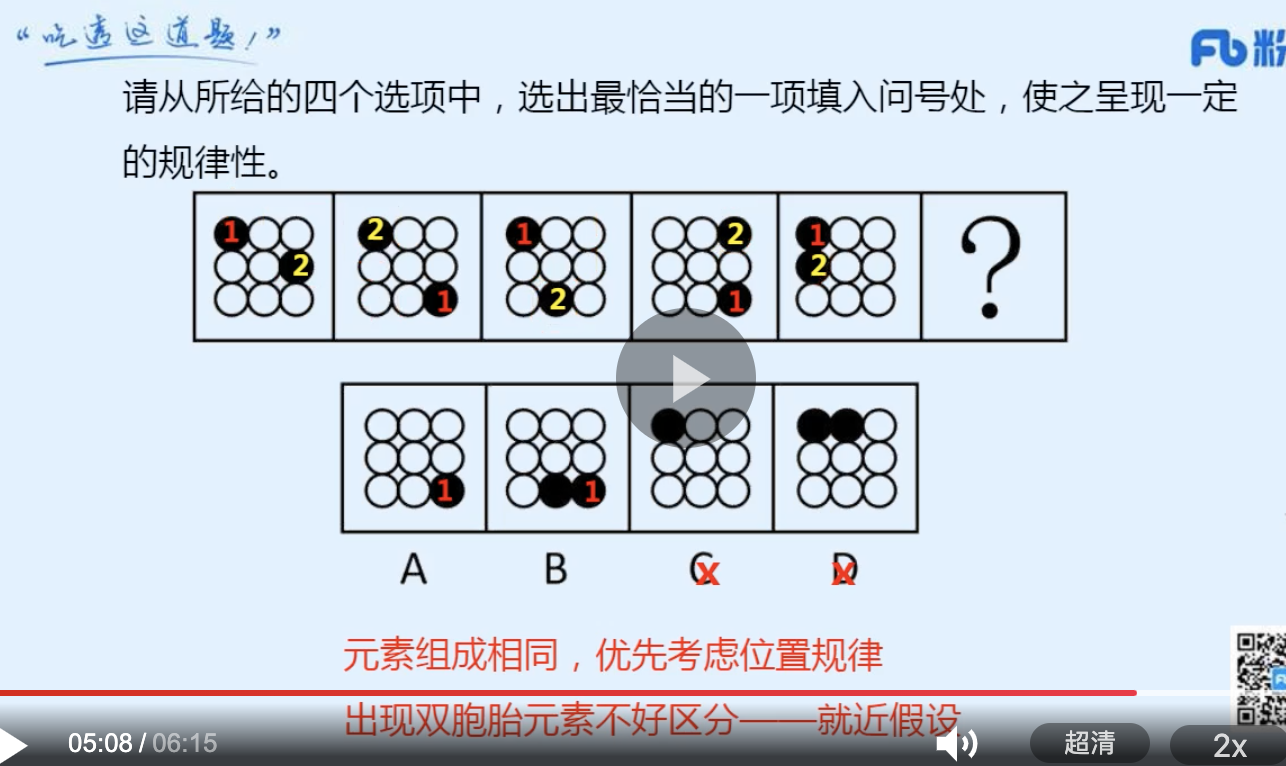 “吃透这道题！”
粉
请从所给的四个选项中，选出最恰当的一项填入问号处，使之呈现一定
的规律性。
1 2 2 1 1 2 2 1 1 2 ?
1 1
A B C x D x
元素组成相同，优先考虑位置规律
出现双胞胎元素不好区分——就近假设
05:08 / 06:15 超清 2x